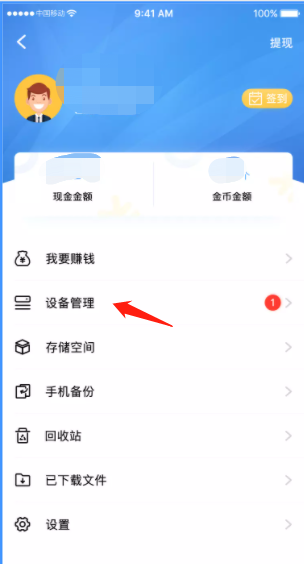 中国移动 9:41 AM 100%
提现
签到
个
现金金额 金币金额
我要赚钱
设备管理 1
存储空间
手机备份
回收站
已下载文件
设置